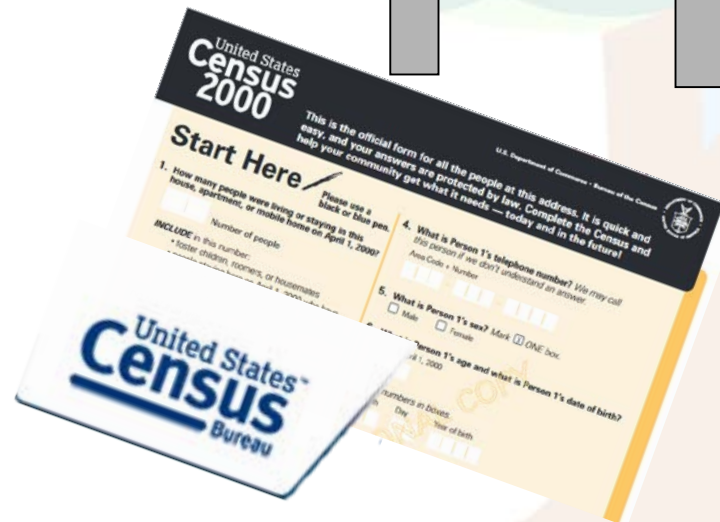 United States
Census
2000
U.S. Department of Commerce • Bureau of the Census
This is the official form for all the people at this address. It is quick and
easy, and your answers are protected by law. Complete the Census and
help your community get what it needs — today and in the future!
Start Here
Please use a
black or blue pen.
1. How many people were living or staying in this
house, apartment, or mobile home on April 1, 2000?
Number of people
INCLUDE in this number:
• foster children, roomers, or housemates
4. What is Person 1's telephone number? We may call
this person if we don't understand an answer.
Area Code + Number
5. What is Person 1's sex? Mark ONE box.
Male
Female
Person 1's age and what is Person 1's date of birth?
1, 2000
numbers in boxes.
Day
Year of birth
COPY
United States™
Census
Bureau